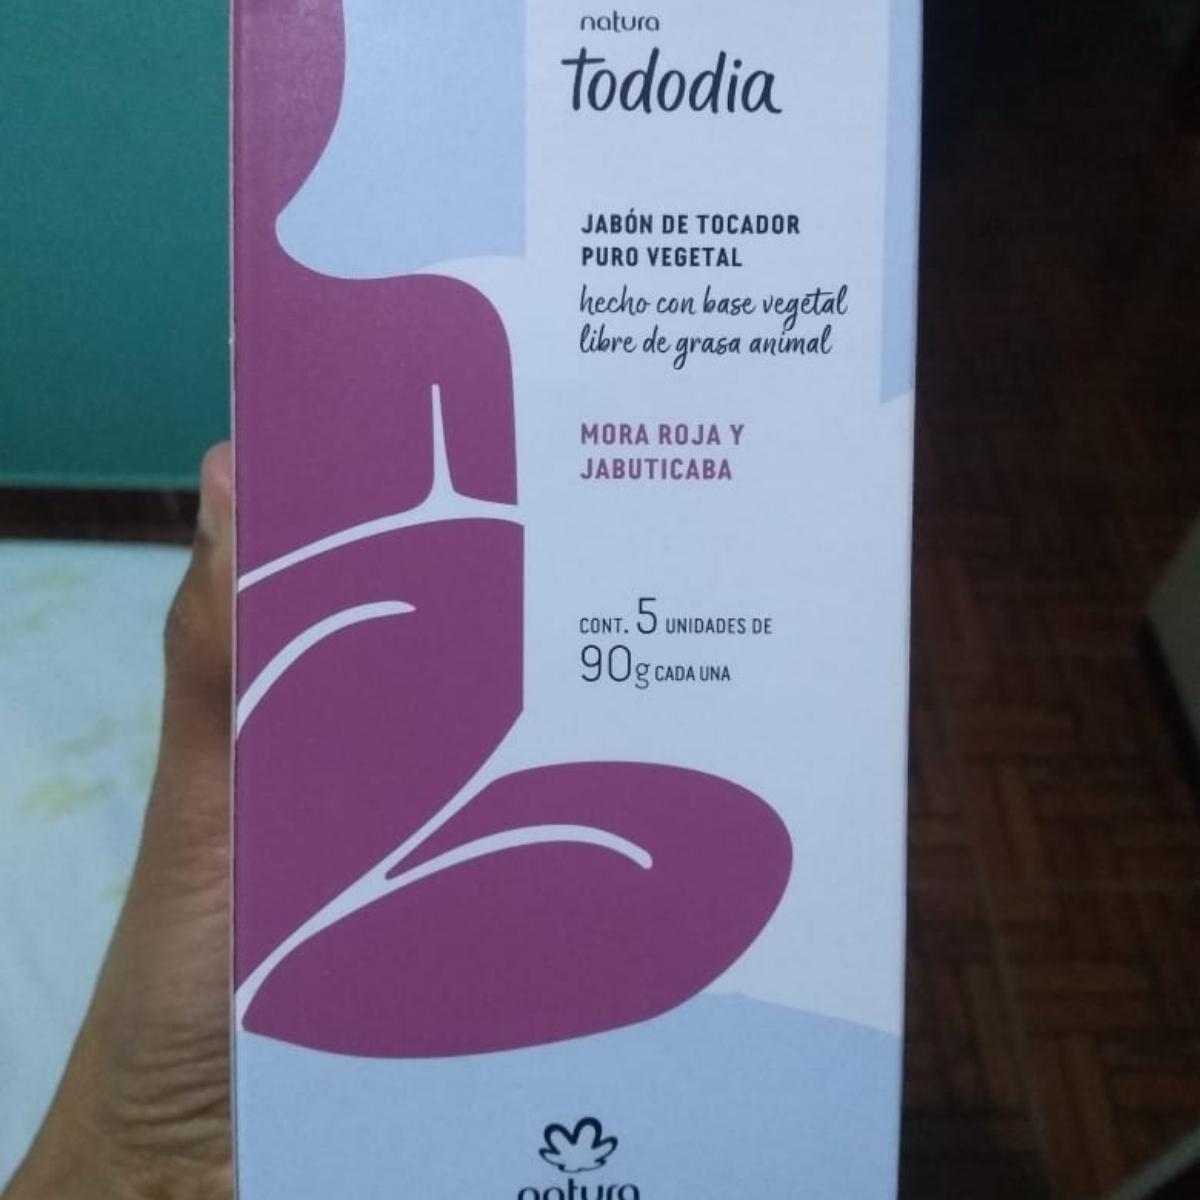 natura
tododia
JABÓN DE TOCADOR
PURO VEGETAL
hecho con base vegetal
libre de grasa animal
MORA ROJA Y
JABUTICABA
CONT. 5 UNIDADES DE
90g CADA UNA
natura